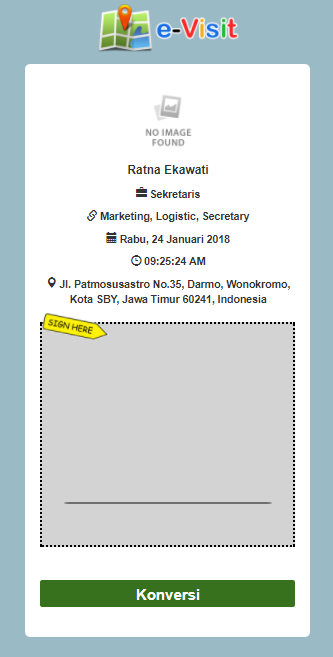 e-Visit
NO IMAGE
FOUND
Ratna Ekawati
Sekretaris
Marketing, Logistic, Secretary
Rabu, 24 Januari 2018
09:25:24 AM
Jl. Patmosusastro No.35, Darmo, Wonokromo,
Kota SBY, Jawa Timur 60241, Indonesia
SIGN HERE
Konversi